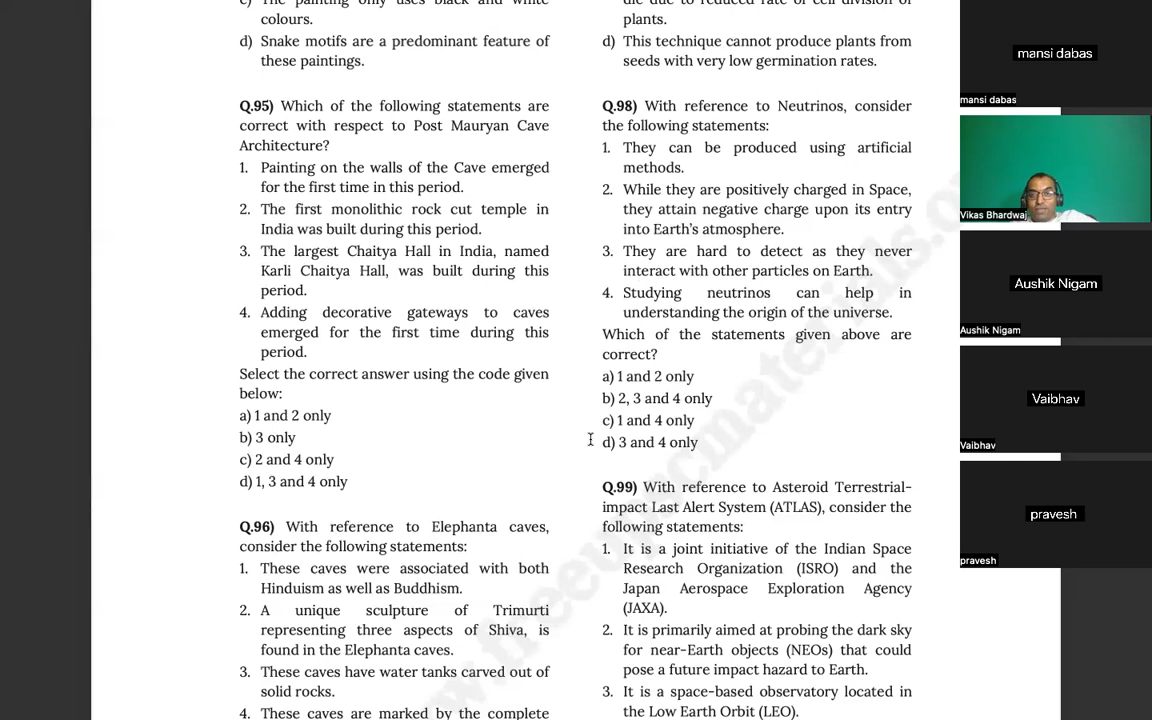 c) The painting only uses black and white
colours.
d) Snake motifs are a predominant feature of
these paintings.
Q.95) Which of the following statements are
correct with respect to Post Mauryan Cave
Architecture?
1. Painting on the walls of the Cave emerged
for the first time in this period.
2. The first monolithic rock cut temple in
India was built during this period.
3. The largest Chaitya Hall in India, named
Karli Chaitya Hall, was built during this
period.
4. Adding decorative gateways to caves
emerged for the first time during this
period.
Select the correct answer using the code given
below:
a) 1 and 2 only
b) 3 only
c) 2 and 4 only
d) 1, 3 and 4 only
Q.96) With reference to Elephanta caves,
consider the following statements:
1. These caves were associated with both
Hinduism as well as Buddhism.
2. A unique sculpture of Trimurti
representing three aspects of Shiva, is
found in the Elephanta caves.
3. These caves have water tanks carved out of
solid rocks.
4. These caves are marked by the complete
die due to reduced rate of cell division of
plants.
d) This technique cannot produce plants from
seeds with very low germination rates.
Q.98) With reference to Neutrinos, consider
the following statements:
1. They can be produced using artificial
methods.
2. While they are positively charged in Space,
they attain negative charge upon its entry
into Earth's atmosphere.
3. They are hard to detect as they never
interact with other particles on Earth.
4. Studying neutrinos can help in
understanding the origin of the universe.
Which of the statements given above are
correct?
a) 1 and 2 only
b) 2, 3 and 4 only
c) 1 and 4 only
d) 3 and 4 only
Q.99) With reference to Asteroid Terrestrial-
impact Last Alert System (ATLAS), consider the
following statements:
1. It is a joint initiative of the Indian Space
Research Organization (ISRO) and the
Japan Aerospace Exploration Agency
(JAXA).
2. It is primarily aimed at probing the dark sky
for near-Earth objects (NEOs) that could
pose a future impact hazard to Earth.
3. It is a space-based observatory located in
the Low Earth Orbit (LEO).
w.freeupscmaterials.o
mansi dabas
mansi dabas
Vikas Bhardwaj
Aushik Nigam
Aushik Nigam
Vaibhav
Vaibhav
pravesh
pravesh